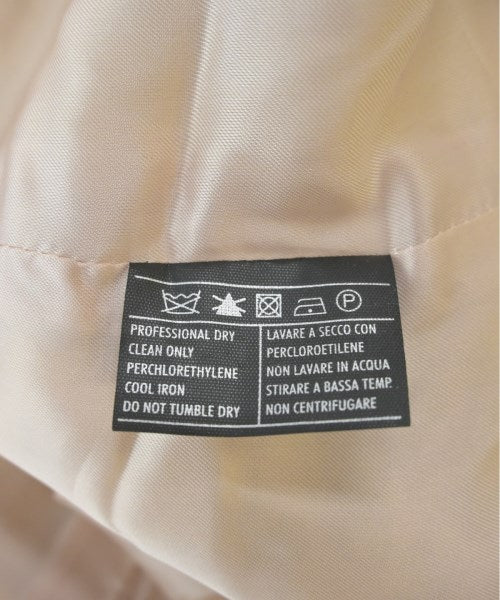 P
PROFESSIONAL DRY
CLEAN ONLY
PERCHLORETHYLENE
COOL IRON
DO NOT TUMBLE DRY
LAVARE A SECCO CON
PERCLOROETILENE
NON LAVARE IN ACQUA
STIRARE A BASSA TEMP.
NON CENTRIFUGARE